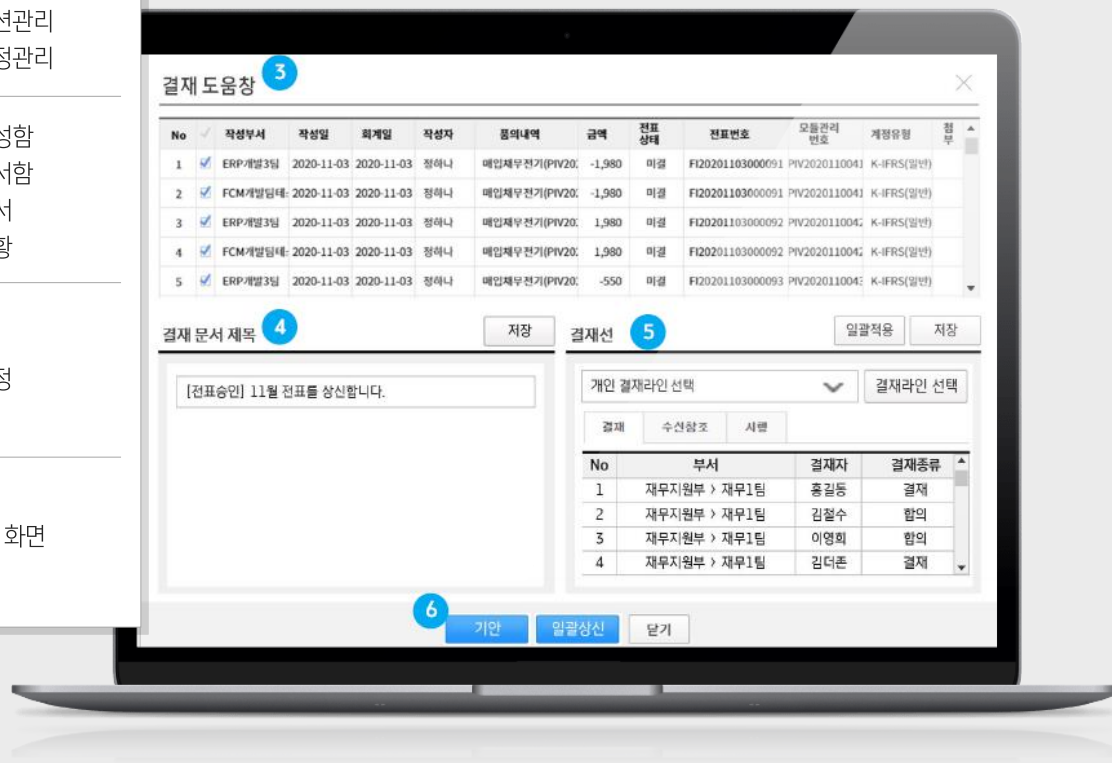 션관리
정관리
성함
서함
서
황
정
화면
결재 도움창 3
No 작성부서 작성일 회계일 작성자 품의내역 금액 전표상태 전표번호 모듈관리번호 계정유형 첨부
1 ERP개발3팀 2020-11-03 2020-11-03 정하나 매입채무전기(PIV20 -1,980 미결 FI20201103000091 PIV2020110041 K-IFRS(일반)
2 FCM개발팀테 2020-11-03 2020-11-03 정하나 매입채무전기(PIV20 -1,980 미결 FI20201103000091 PIV2020110041 K-IFRS(일반)
3 ERP개발3팀 2020-11-03 2020-11-03 정하나 매입채무전기(PIV20 1,980 미결 FI20201103000092 PIV2020110042 K-IFRS(일반)
4 FCM개발팀테 2020-11-03 2020-11-03 정하나 매입채무전기(PIV20 1,980 미결 FI20201103000092 PIV2020110042 K-IFRS(일반)
5 ERP개발3팀 2020-11-03 2020-11-03 정하나 매입채무전기(PIV20 -550 미결 FI20201103000093 PIV202011004 K-IFRS(일반)
결재 문서 제목 4 저장
[전표승인] 11월 전표를 상신합니다.
결재선 5 일괄적용 저장
개인 결재라인 선택 결재라인 선택
결재 수신참조 시행
No 부서 결재자 결재종류
1 재무지원부 > 재무1팀 홍길동 결재
2 재무지원부 > 재무1팀 김철수 합의
3 재무지원부 > 재무1팀 이영희 합의
4 재무지원부 > 재무1팀 김더존 결재
6 기안 일괄상신 닫기